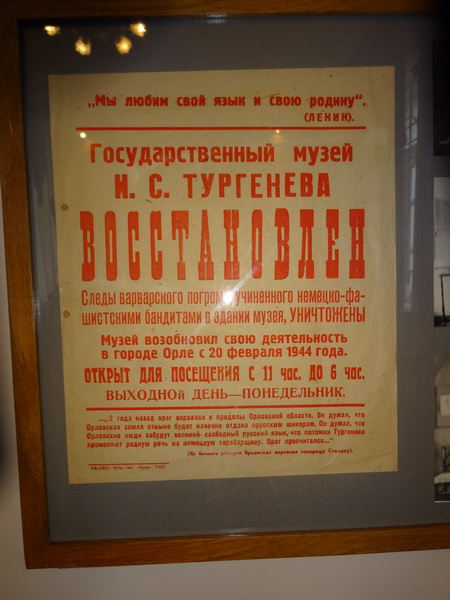 „Мы любим свой язык и свою родину“.
(ЛЕНИН).
Государственный музей
И. С. ТУРГЕНЕВА
ВОССТАНОВЛЕН
Следы варварского погрома, учиненного немецко-фа-
шистскими бандитами в здании музея, УНИЧТОЖЕНЫ
Музей возобновил свою деятельность
в городе Орле с 20 февраля 1944 года.
ОТКРЫТ ДЛЯ ПОСЕЩЕНИЯ С 11 час. ДО 6 час.
ВЫХОДНОЙ ДЕНЬ—ПОНЕДЕЛЬНИК.
„...2 года назад враг ворвался в пределы Орловской области. Он думал, что
Орловская земля отныне будет навечно отдана прусским юнкерам. Он думал, что
Орловские люди забудут великий свободный русский язык, что потомки Тургенева
променяют родную речь на немецкую тарабарщину. Враг просчитался...“
(Из боевого рапорта Орловских партизан товарищу Сталину).